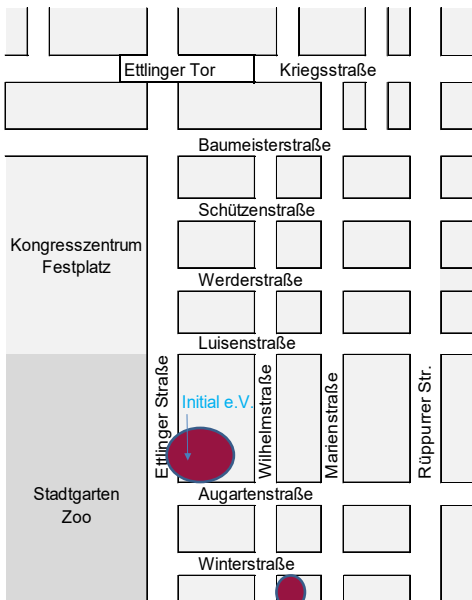 Ettlinger Tor
Kriegsstraße
Baumeisterstraße
Schützenstraße
Kongresszentrum
Festplatz
Werderstraße
Luisenstraße
Ettlinger Straße
Initial e.V.
Wilhelmstraße
Marienstraße
Rüppurrer Str.
Stadtgarten
Zoo
Augartenstraße
Winterstraße